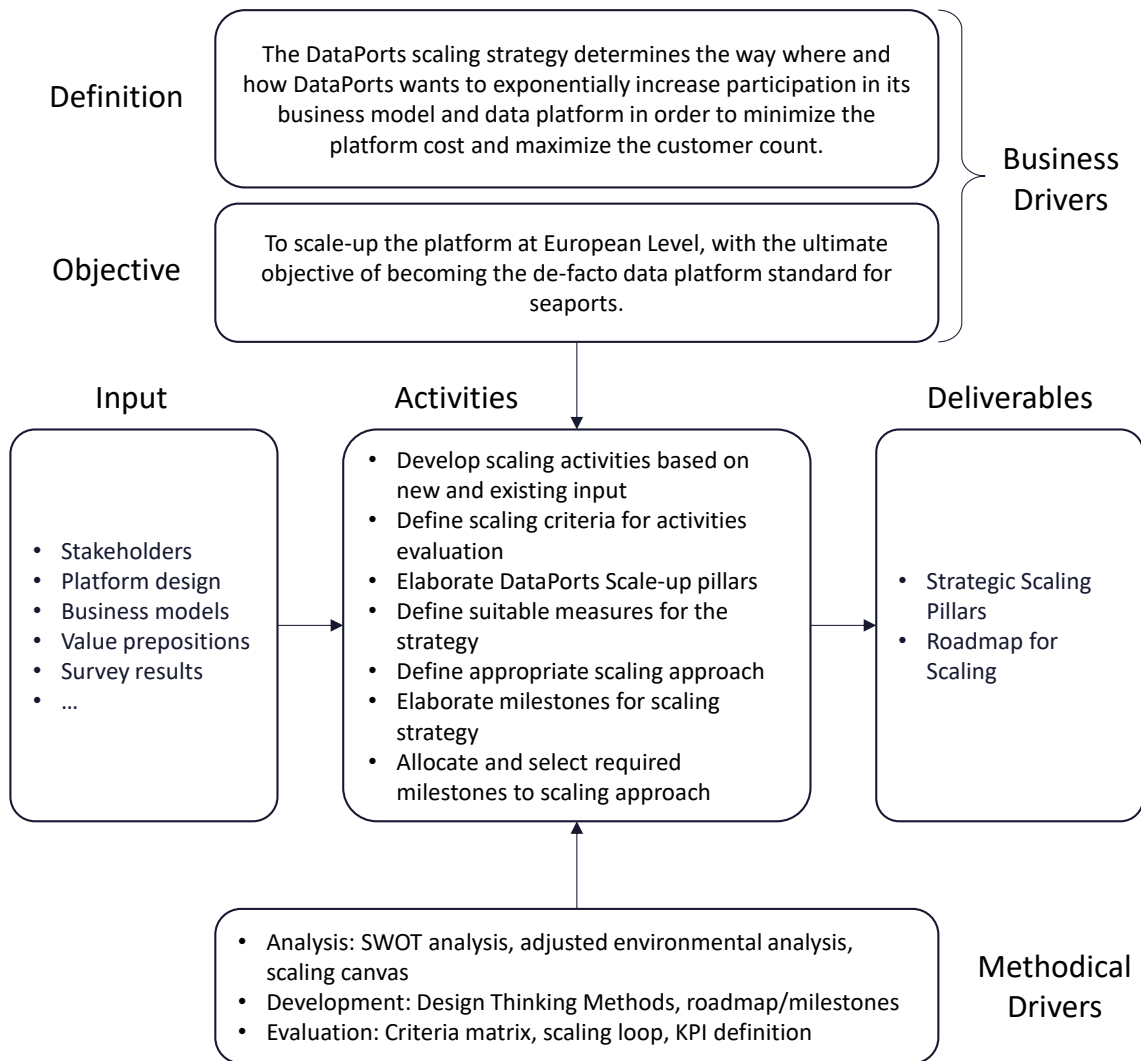 Definition
The DataPorts scaling strategy determines the way where and
how DataPorts wants to exponentially increase participation in its
business model and data platform in order to minimize the
platform cost and maximize the customer count.
Business
Drivers
Objective
To scale-up the platform at European Level, with the ultimate
objective of becoming the de-facto data platform standard for
seaports.
Input
• Stakeholders
• Platform design
• Business models
• Value prepositions
• Survey results
• …
Activities
• Develop scaling activities based on
new and existing input
• Define scaling criteria for activities
evaluation
• Elaborate DataPorts Scale-up pillars
• Define suitable measures for the
strategy
• Define appropriate scaling approach
• Elaborate milestones for scaling
strategy
• Allocate and select required
milestones to scaling approach
Deliverables
• Strategic Scaling
Pillars
• Roadmap for
Scaling
• Analysis: SWOT analysis, adjusted environmental analysis,
scaling canvas
• Development: Design Thinking Methods, roadmap/milestones
• Evaluation: Criteria matrix, scaling loop, KPI definition
Methodical
Drivers